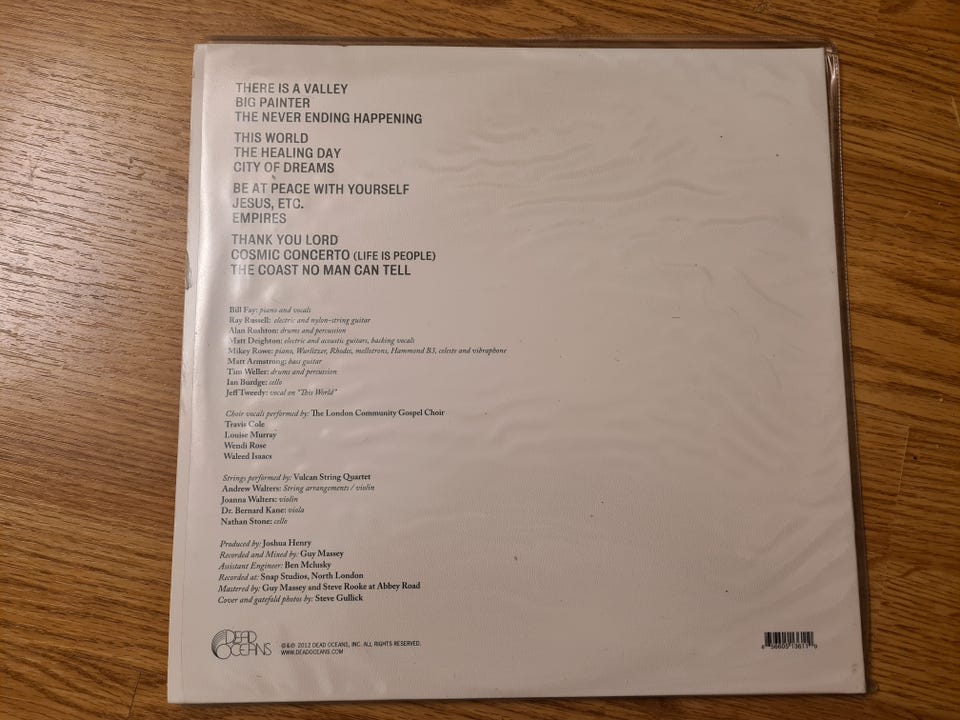 THERE IS A VALLEY
BIG PAINTER
THE NEVER ENDING HAPPENING
THIS WORLD
THE HEALING DAY
CITY OF DREAMS
BE AT PEACE WITH YOURSELF
JESUS, ETC.
EMPIRES
THANK YOU LORD
COSMIC CONCERTO (LIFE IS PEOPLE)
THE COAST NO MAN CAN TELL
Bill Fay: piano and vocals
Ray Russell: electric and nylon-string guitar
Alan Rushton: drums and percussion
Matt Deighton: electric and acoustic guitars, backing vocals
Mikey Rowe: piano, Wurlitzer, Rhodes, mellotrons, Hammond B3, celeste and vibraphone
Matt Armstrong: bass guitar
Tim Weller: drums and percussion
Ian Burdge: cello
Jeff Tweedy: vocal on "This World"
Choir vocals performed by: The London Community Gospel Choir
Travis Cole
Louise Murray
Wendi Rose
Waleed Isaacs
Strings performed by: Vulcan String Quartet
Andrew Walters: String arrangements / violin
Joanna Walters: violin
Dr. Bernard Kane: viola
Nathan Stone: cello
Produced by: Joshua Henry
Recorded and Mixed by: Guy Massey
Assistant Engineer: Ben Mclusky
Recorded at: Snap Studios, North London
Mastered by: Guy Massey and Steve Rooke at Abbey Road
Cover and gatefold photos by: Steve Gullick
DEAD OCEANS
©&℗ 2012 DEAD OCEANS, INC. ALL RIGHTS RESERVED.
WWW.DEADOCEANS.COM
56605 13611